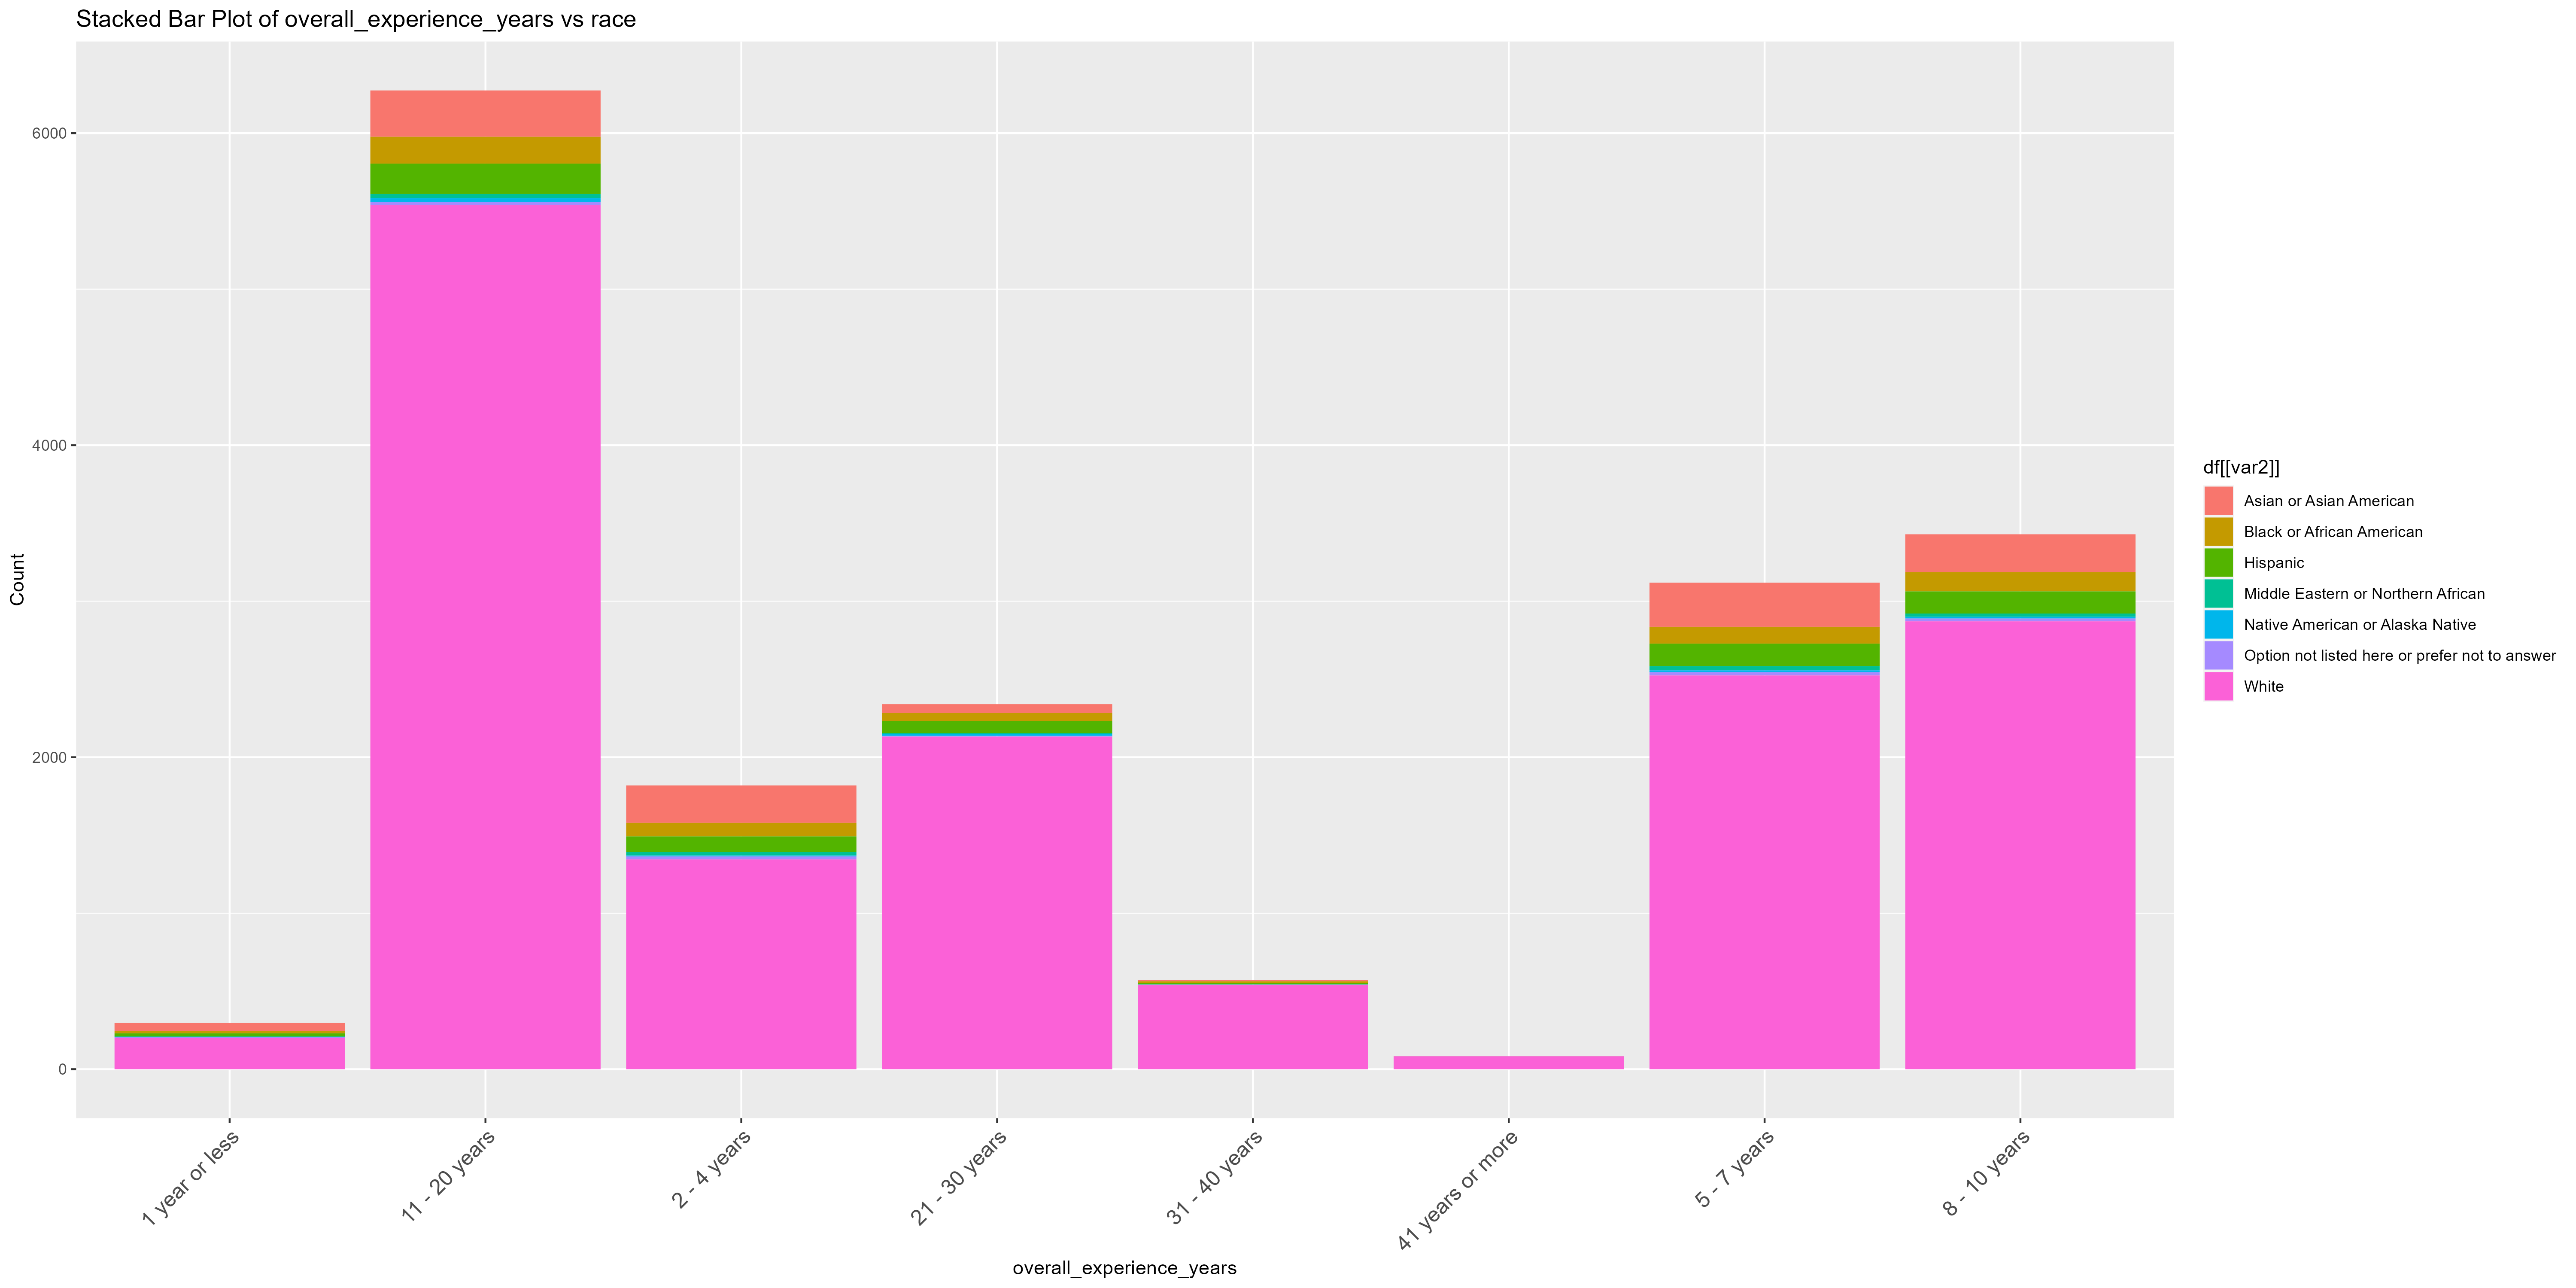 Stacked Bar Plot of overall_experience_years vs race
Count
6000
4000
2000
0
1 year or less
11 - 20 years
2 - 4 years
21 - 30 years
31 - 40 years
41 years or more
5 - 7 years
8 - 10 years
overall_experience_years
df[[var2]]
Asian or Asian American
Black or African American
Hispanic
Middle Eastern or Northern African
Native American or Alaska Native
Option not listed here or prefer not to answer
White